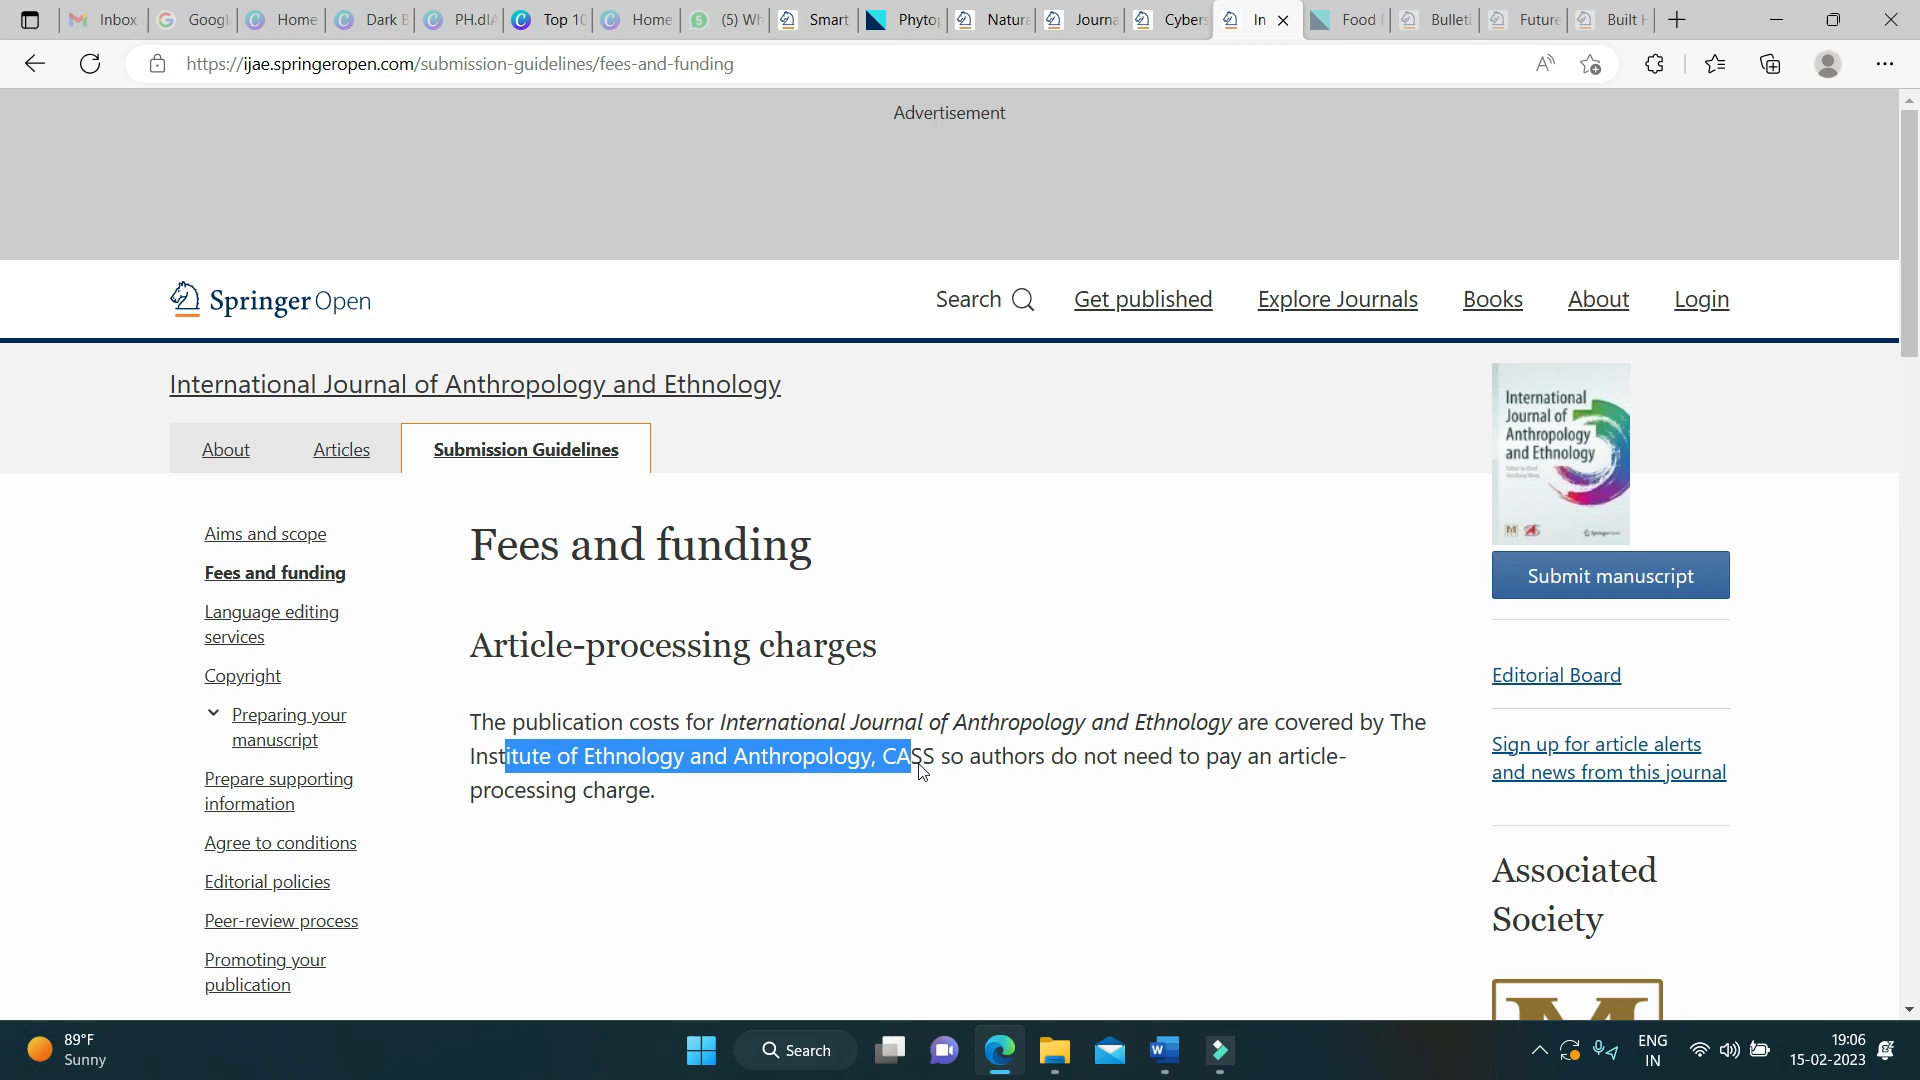 Inbox
Googl
Home
Dark B
PH.dl
Top 10
Home
(5) Wh
Smart
Phytop
Natura
Journa
Cybers
In
Food
Bulleti
Future
Built
https://ijae.springeropen.com/submission-guidelines/fees-and-funding
Advertisement
Springer Open
Search
Get published
Explore Journals
Books
About
Login
International Journal of Anthropology and Ethnology
About
Articles
Submission Guidelines
International
Journal of
Anthropology
and Ethnology
Submit manuscript
Aims and scope
Fees and funding
Language editing
services
Copyright
Preparing your
manuscript
Prepare supporting
information
Agree to conditions
Editorial policies
Peer-review process
Promoting your
publication
Fees and funding
Article-processing charges
The publication costs for International Journal of Anthropology and Ethnology are covered by The
Institute of Ethnology and Anthropology, CASS so authors do not need to pay an article-
processing charge.
Editorial Board
Sign up for article alerts
and news from this journal
Associated
Society
89°F
Sunny
Search
ENG
IN
19:06
15-02-2023